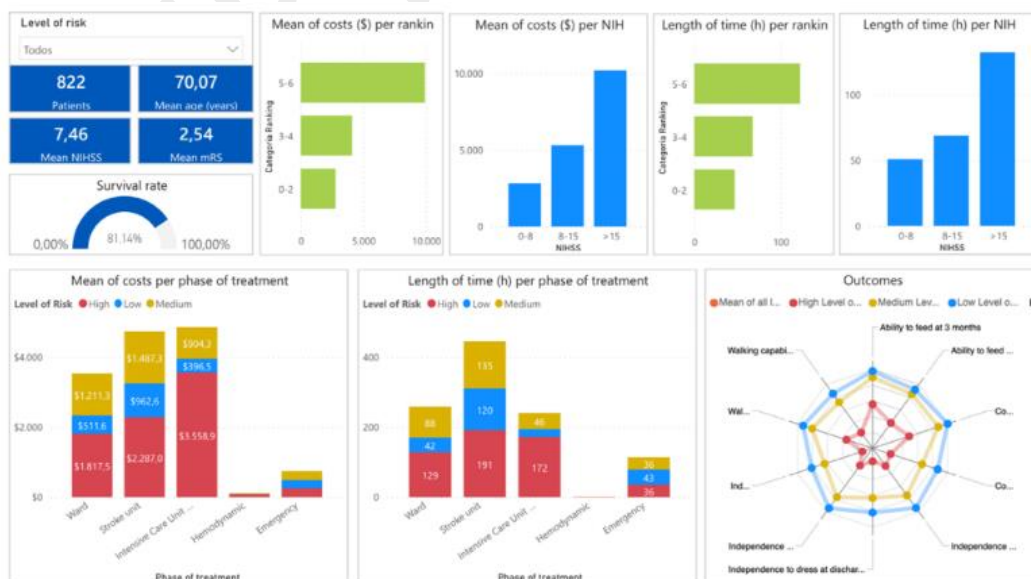 Level of risk
Todos
822
Patients
70,07
Mean age (years)
7,46
Mean NIHSS
2,54
Mean mRS
Survival rate
0,00%
81,14%
100,00%
Mean of costs ($) per rankin
Categoria Ranking
5-6
3-4
0-2
0
5.000
10.000
Mean of costs ($) per NIH
10.000
5.000
0
0-8
8-15
>15
NIHSS
Length of time (h) per rankin
Categoria Ranking
5-6
3-4
0-2
0
100
Length of time (h) per NIH
100
50
0
0-8
8-15
>15
NIHSS
Mean of costs per phase of treatment
Level of Risk High Low Medium
$4.000
$2.000
$0
$1.211,3
$511,6
$1.817,5
$1.487,3
$962,6
$2.287,0
$904,3
$396,5
$3.558,9
Ward
Stroke unit
Intensive Care Unit ...
Hemodynamic
Emergency
Phase of treatment
Length of time (h) per phase of treatment
Level of Risk High Low Medium
400
200
0
88
42
129
135
120
191
46
172
36
43
36
Ward
Stroke unit
Intensive Care Unit ...
Hemodynamic
Emergency
Phase of treatment
Outcomes
Mean of all l... High Level o... Medium Lev... Low Level o...
Ability to feed at 3 months
Walking capabi...
Ability to feed ...
Wal...
Co...
Ind...
Co...
Independence ...
Independence ...
Independence to dress at dischar...